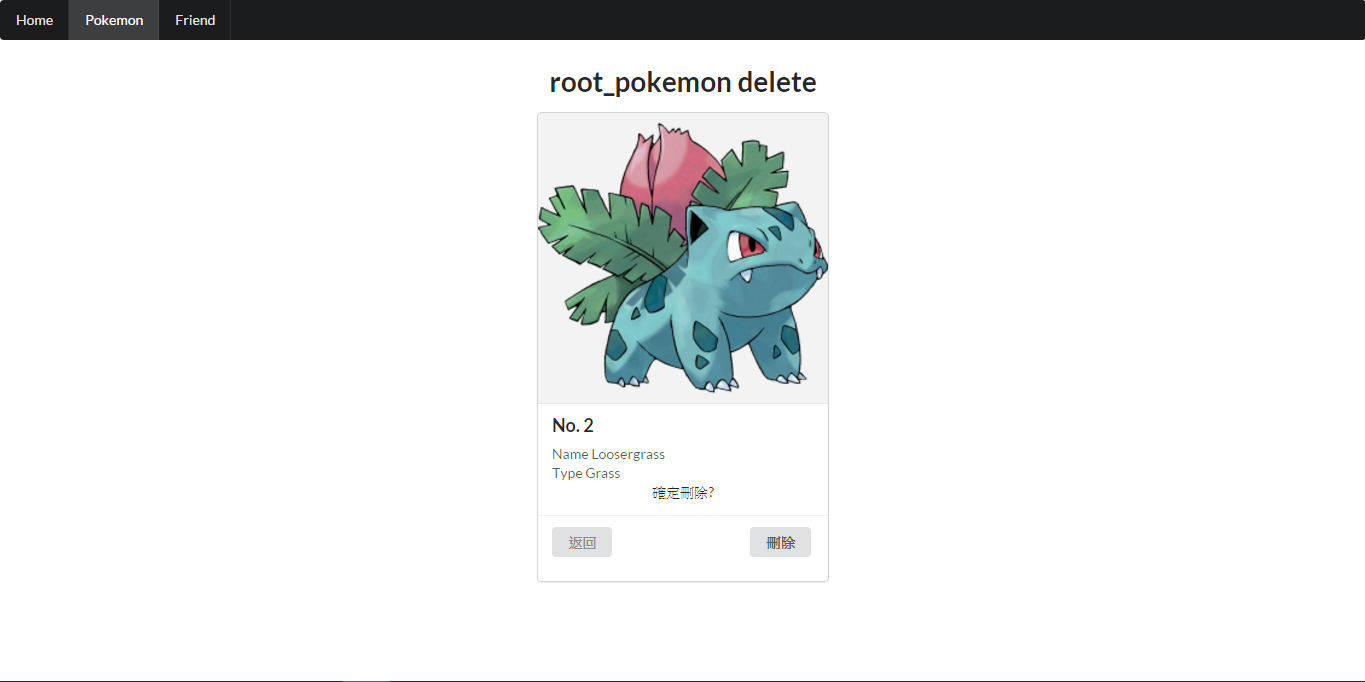 Home Pokemon Friend
root_pokemon delete
No. 2
Name Loosergrass
Type Grass
確定刪除?
返回 刪除